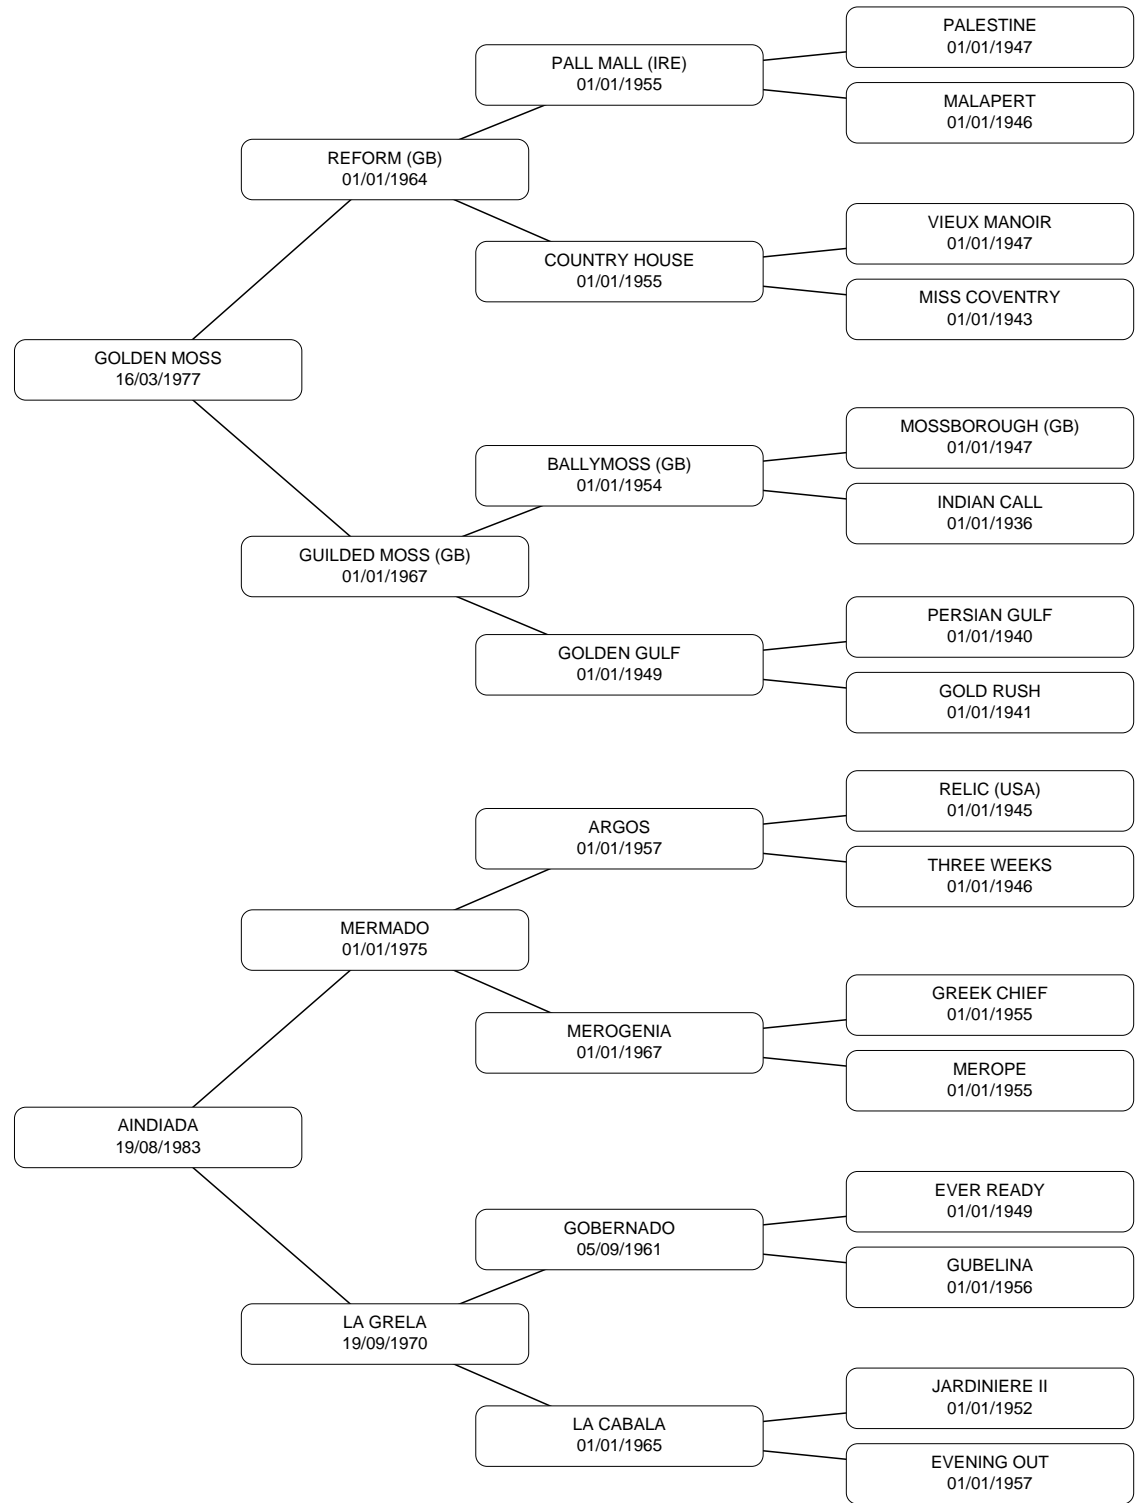 PALESTINE
01/01/1947
PALL MALL (IRE)
01/01/1955
MALAPERT
01/01/1946
REFORM (GB)
01/01/1964
VIEUX MANOIR
01/01/1947
COUNTRY HOUSE
01/01/1955
MISS COVENTRY
01/01/1943
GOLDEN MOSS
16/03/1977
MOSSBOROUGH (GB)
01/01/1947
BALLYMOSS (GB)
01/01/1954
INDIAN CALL
01/01/1936
GUILDED MOSS (GB)
01/01/1967
PERSIAN GULF
01/01/1940
GOLDEN GULF
01/01/1949
GOLD RUSH
01/01/1941
RELIC (USA)
01/01/1945
ARGOS
01/01/1957
THREE WEEKS
01/01/1946
MERMADO
01/01/1975
GREEK CHIEF
01/01/1955
MEROGENIA
01/01/1967
MEROPE
01/01/1955
AINDIADA
19/08/1983
EVER READY
01/01/1949
GOBERNADO
05/09/1961
GUBELINA
01/01/1956
LA GRELA
19/09/1970
JARDINIERE II
01/01/1952
LA CABALA
01/01/1965
EVENING OUT
01/01/1957